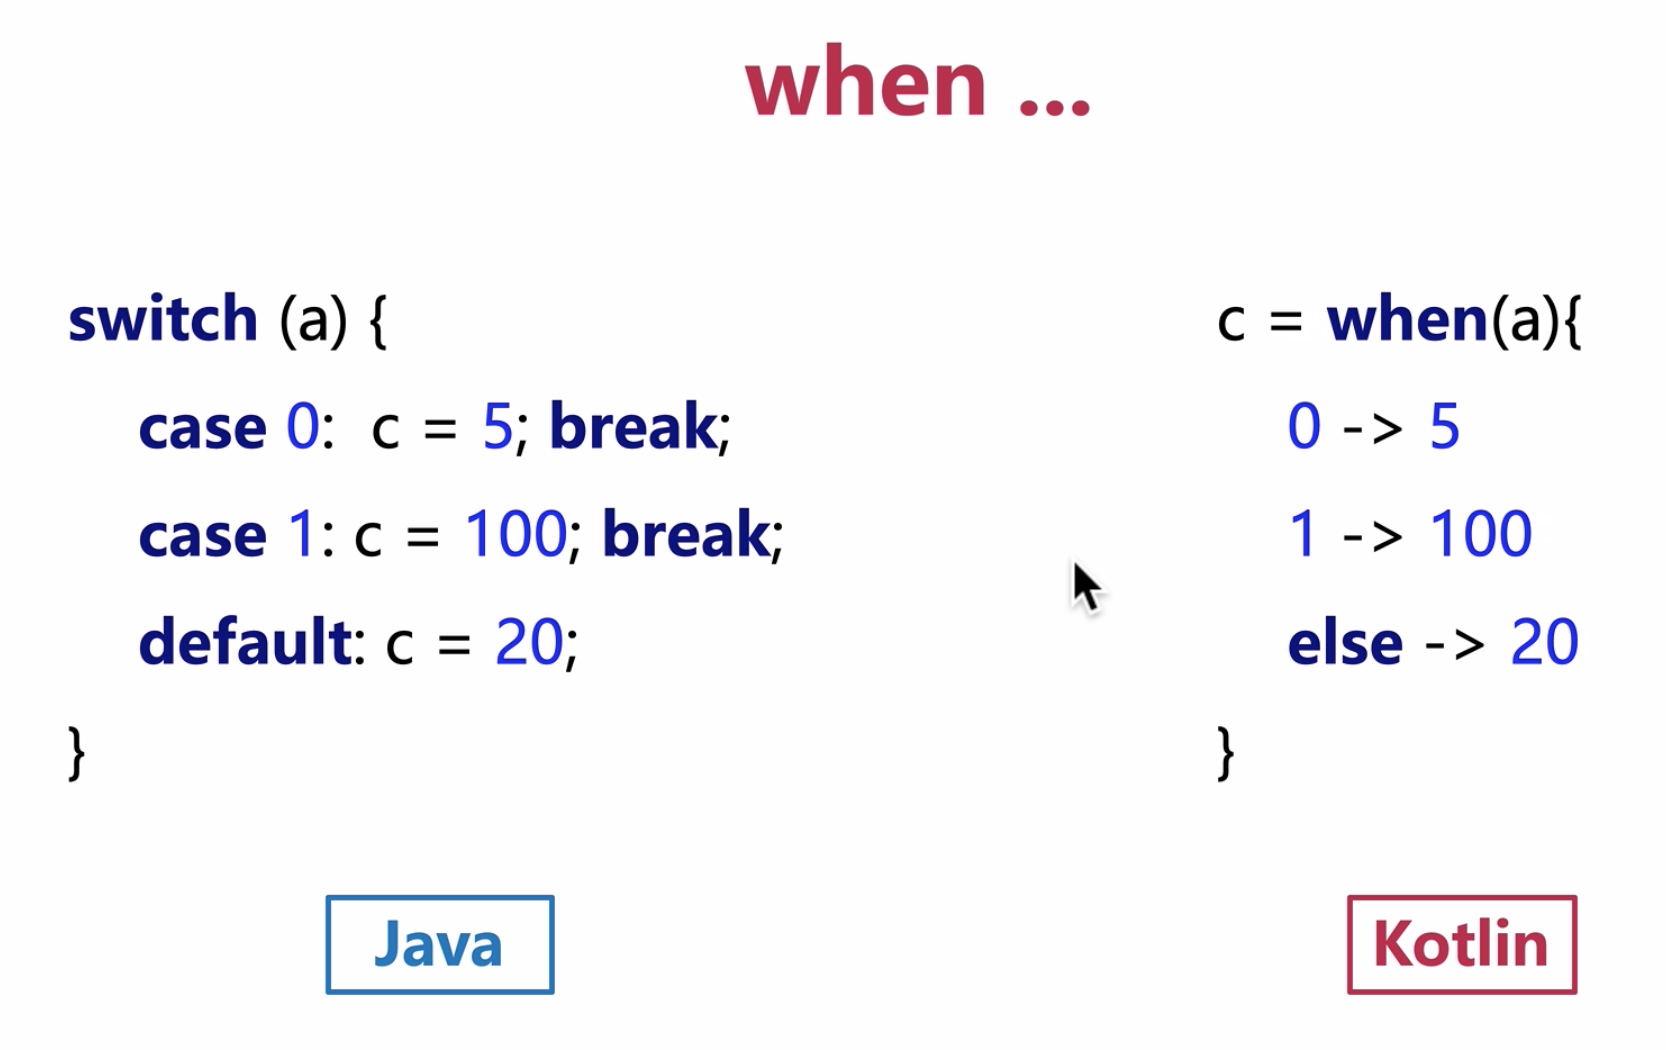 when ...
switch (a) {
case 0: c = 5; break;
case 1: c = 100; break;
default: c = 20;
}
Java
c = when(a){
0 -> 5
1 -> 100
else -> 20
}
Kotlin